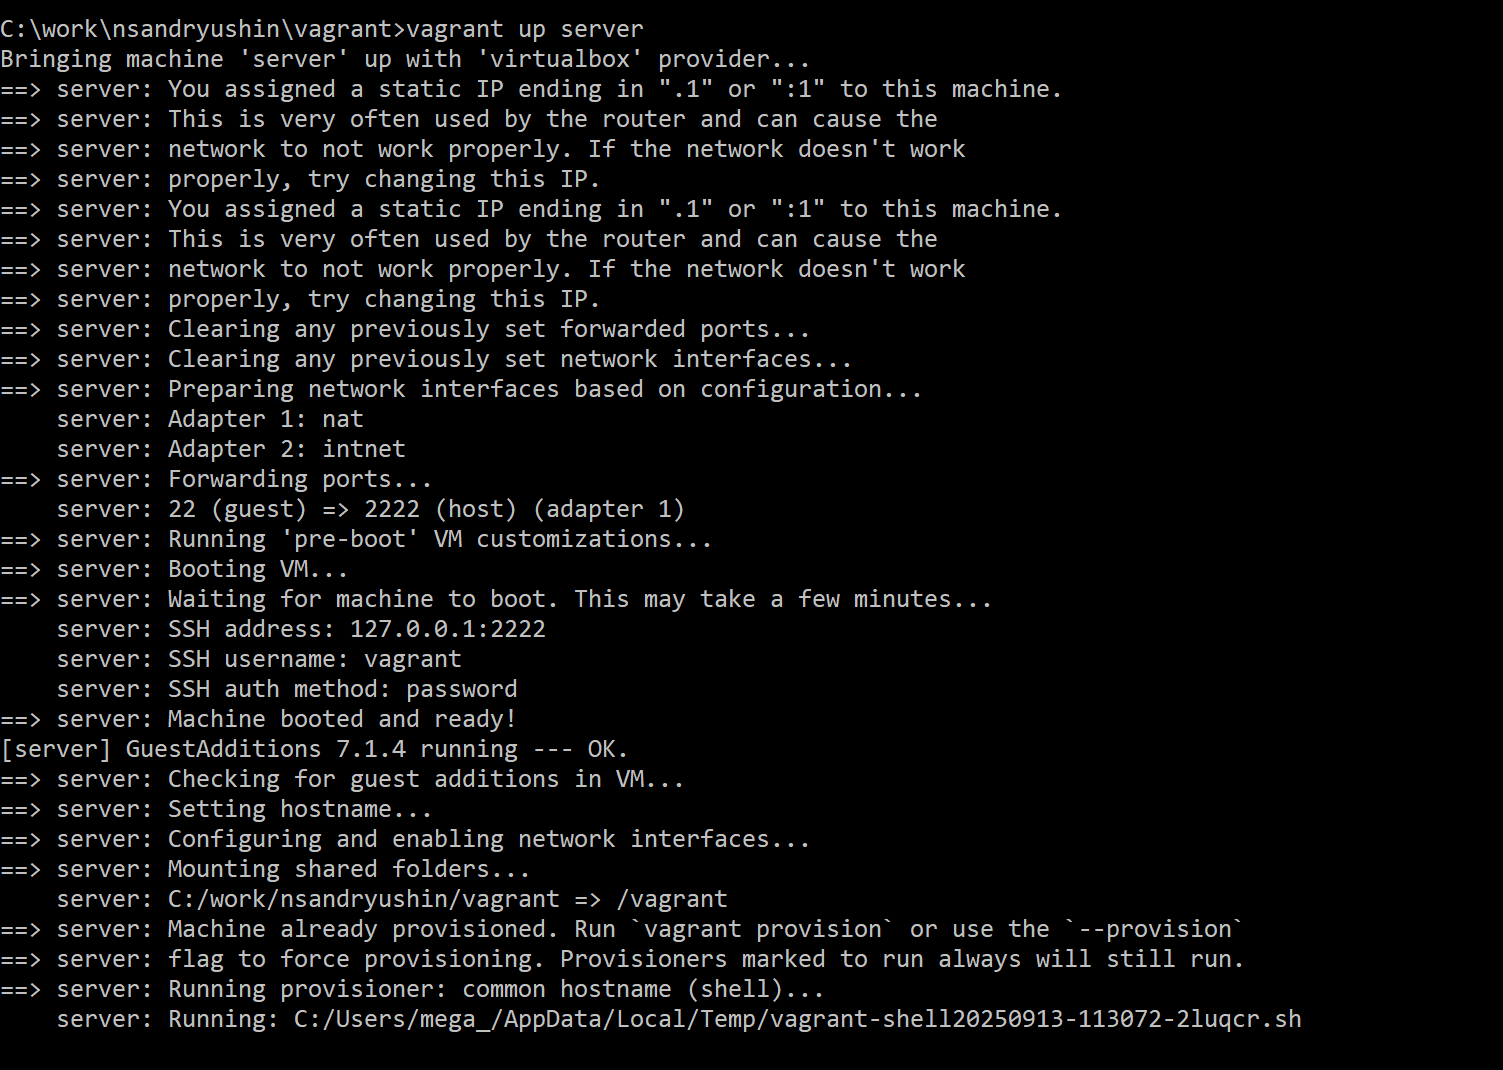 C:\work\nsandryushin\vagrant>vagrant up server
Bringing machine 'server' up with 'virtualbox' provider...
==> server: You assigned a static IP ending in ".1" or ":1" to this machine.
==> server: This is very often used by the router and can cause the
==> server: network to not work properly. If the network doesn't work
==> server: properly, try changing this IP.
==> server: You assigned a static IP ending in ".1" or ":1" to this machine.
==> server: This is very often used by the router and can cause the
==> server: network to not work properly. If the network doesn't work
==> server: properly, try changing this IP.
==> server: Clearing any previously set forwarded ports...
==> server: Clearing any previously set network interfaces...
==> server: Preparing network interfaces based on configuration...
    server: Adapter 1: nat
    server: Adapter 2: intnet
==> server: Forwarding ports...
    server: 22 (guest) => 2222 (host) (adapter 1)
==> server: Running 'pre-boot' VM customizations...
==> server: Booting VM...
==> server: Waiting for machine to boot. This may take a few minutes...
    server: SSH address: 127.0.0.1:2222
    server: SSH username: vagrant
    server: SSH auth method: password
==> server: Machine booted and ready!
[server] GuestAdditions 7.1.4 running --- OK.
==> server: Checking for guest additions in VM...
==> server: Setting hostname...
==> server: Configuring and enabling network interfaces...
==> server: Mounting shared folders...
    server: C:/work/nsandryushin/vagrant => /vagrant
==> server: Machine already provisioned. Run `vagrant provision` or use the `--provision`
==> server: flag to force provisioning. Provisioners marked to run always will still run.
==> server: Running provisioner: common hostname (shell)...
    server: Running: C:/Users/mega_/AppData/Local/Temp/vagrant-shell20250913-113072-2luqcr.sh